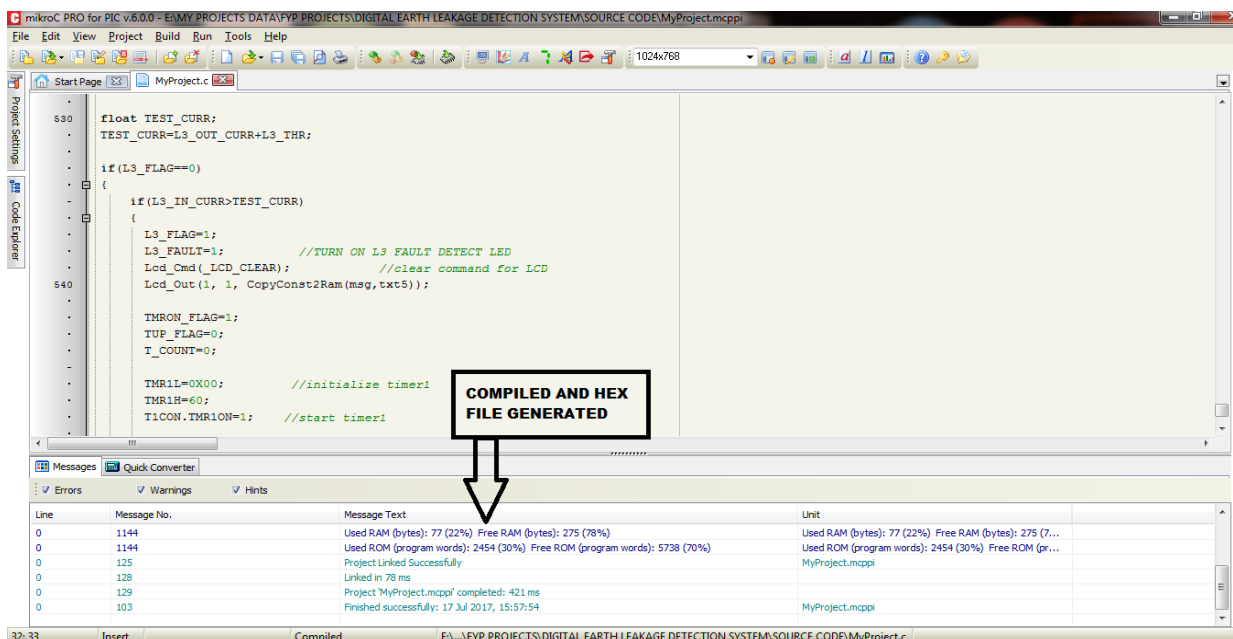 mikroC PRO for PIC v.6.0.0 - E:\MY PROJECTS DATA\FYP PROJECTS\DIGITAL EARTH LEAKAGE DETECTION SYSTEM\SOURCE CODE\MyProject.mcppi
File Edit View Project Build Run Tools Help
1024x768
Start Page MyProject.c
Project Settings
Code Explorer
530 float TEST_CURR;
TEST_CURR=L3_OUT_CURR+L3_THR;
if(L3_FLAG==0)
{
if(L3_IN_CURR>TEST_CURR)
{
L3_FLAG=1;
L3_FAULT=1; //TURN ON L3 FAULT DETECT LED
Lcd_Cmd(_LCD_CLEAR); //clear command for LCD
540 Lcd_Out(1, 1, CopyConst2Ram(msg,txt5));
TMRON_FLAG=1;
TUP_FLAG=0;
T_COUNT=0;
TMR1L=0X00; //initialize timer1
TMR1H=60;
T1CON.TMR1ON=1; //start timer1
COMPILED AND HEX
FILE GENERATED
Messages Quick Converter
Errors Warnings Hints
Line Message No. Message Text Unit
0 1144 Used RAM (bytes): 77 (22%) Free RAM (bytes): 275 (78%) Used RAM (bytes): 77 (22%) Free RAM (bytes): 275 (7...
0 1144 Used ROM (program words): 2454 (30%) Free ROM (program words): 5738 (70%) Used ROM (program words): 2454 (30%) Free ROM (pr...
0 125 Project Linked Successfully MyProject.mcppi
0 128 Linked in 78 ms
0 129 Project 'MyProject.mcppi' completed: 421 ms
0 103 Finished successfully: 17 Jul 2017, 15:57:54 MyProject.mcppi
32: 33 Insert Compiled E:\...\FYP PROJECTS\DIGITAL EARTH LEAKAGE DETECTION SYSTEM\SOURCE CODE\MyProject.c